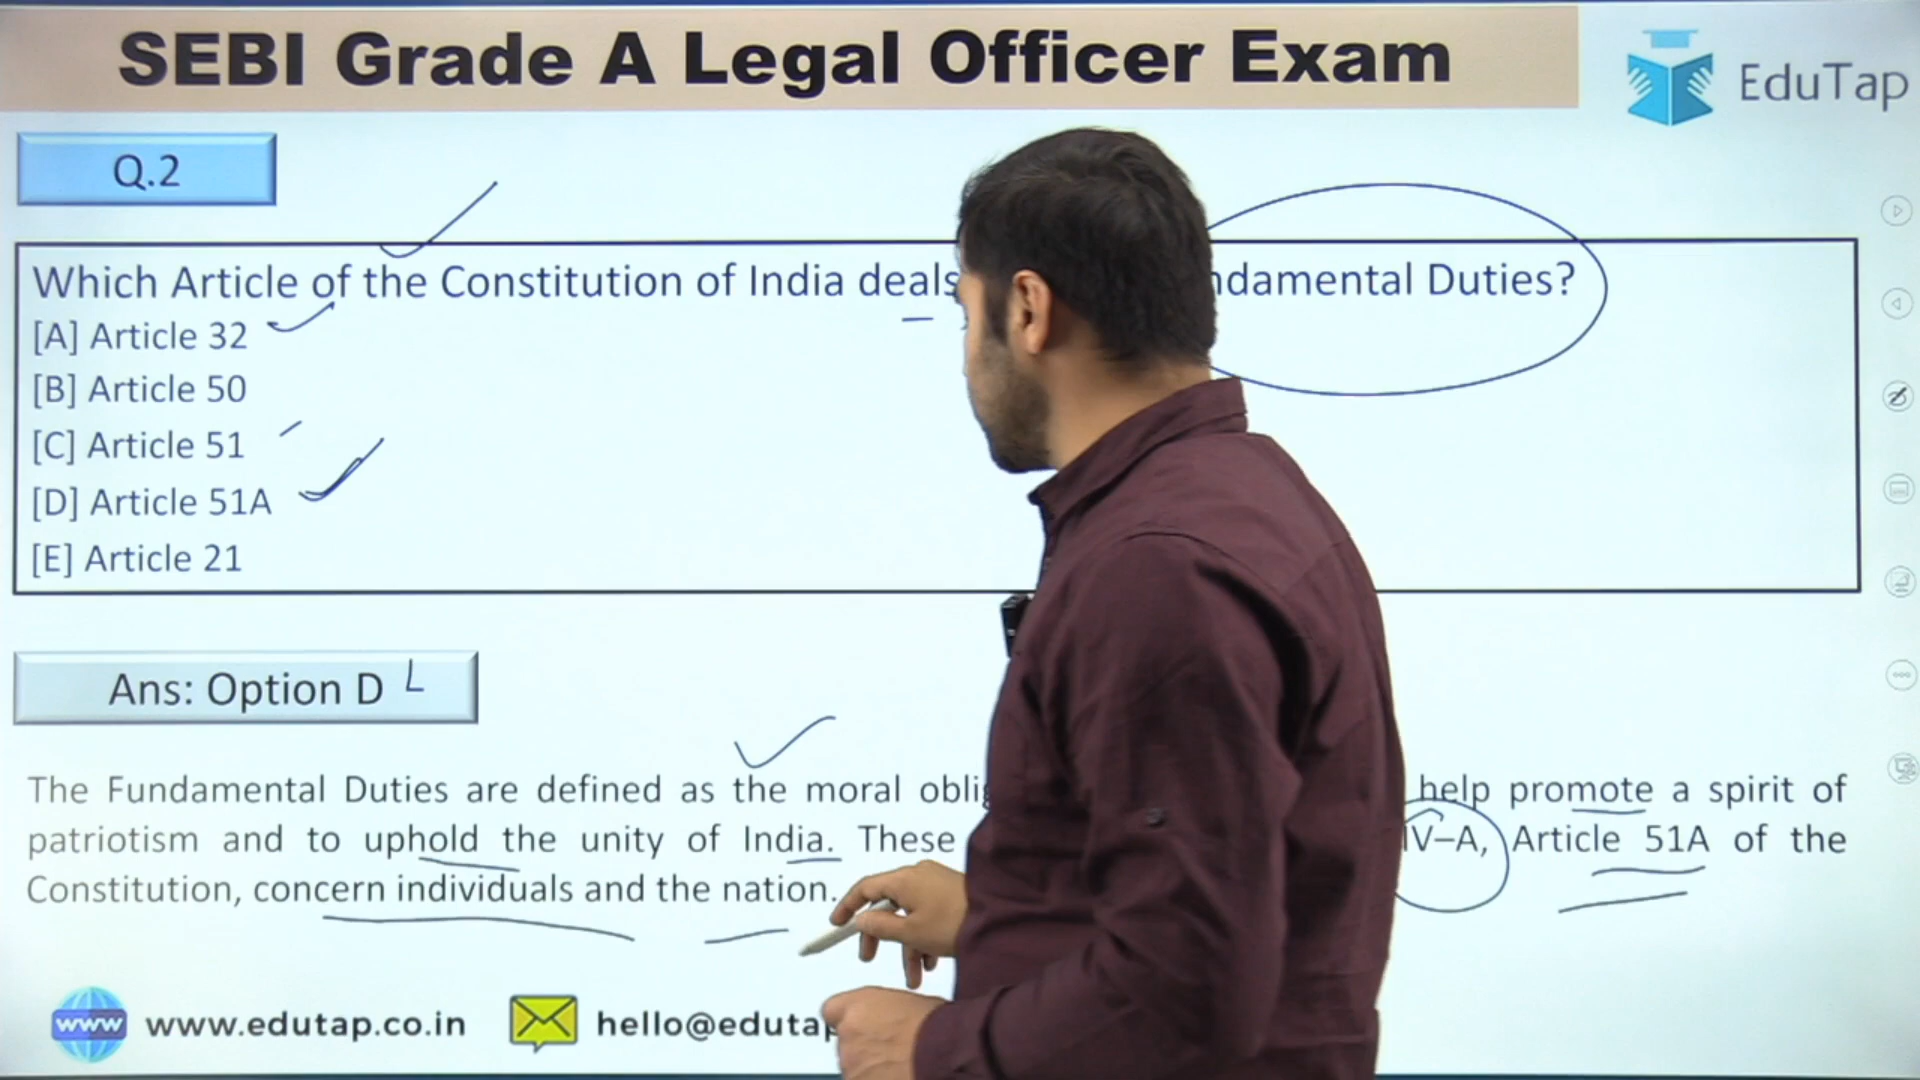 SEBI Grade A Legal Officer Exam
EduTap
Q.2
Which Article of the Constitution of India deals ndamental Duties?
[A] Article 32
[B] Article 50
[C] Article 51
[D] Article 51A
[E] Article 21
Ans: Option D
The Fundamental Duties are defined as the moral help promote a spirit of
patriotism and to uphold the unity of India. These IV–A, Article 51A of the
Constitution, concern individuals and the nation.
www www.edutap.co.in hello@eduta